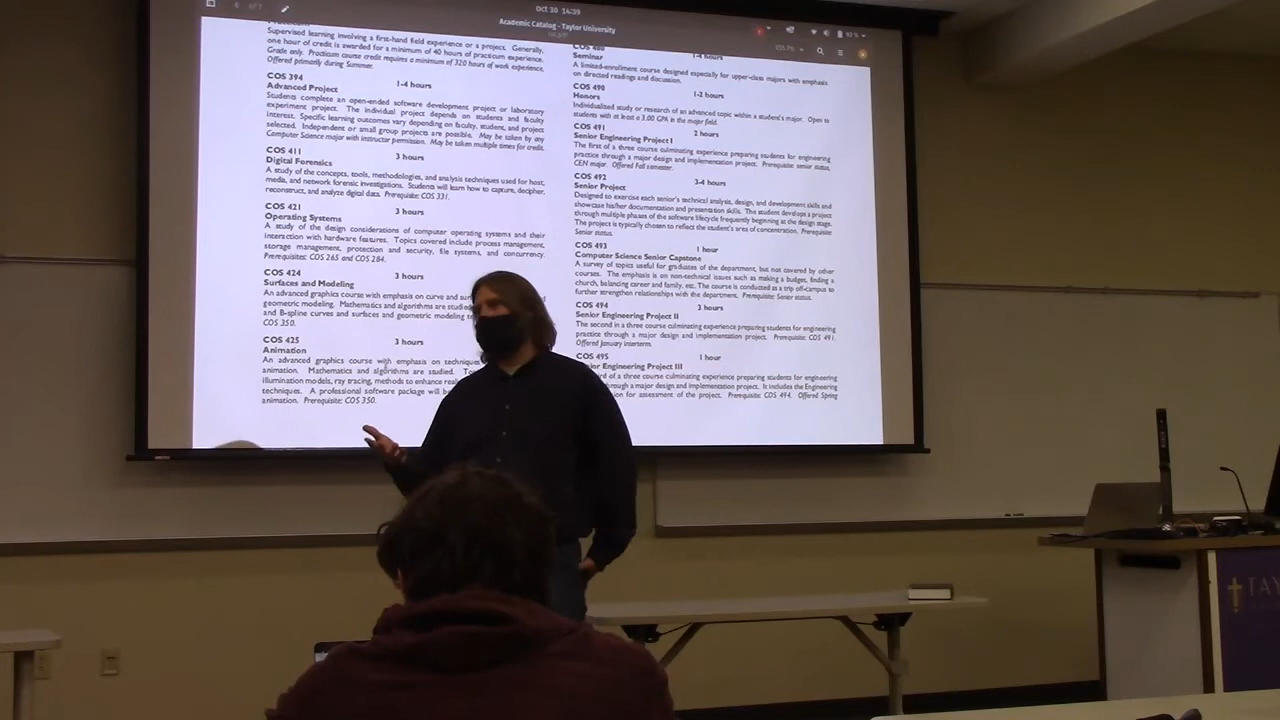 Oct 30 14:39
Academic Catalog - Taylor University
6 of 7
Supervised learning involving a first-hand field experience or a project. Generally,
one hour of credit is awarded for a minimum of 40 hours of practicum experience.
Grade only. Practicum course credit requires a minimum of 320 hours of work experience.
Offered primarily during Summer.
COS 394 1-4 hours
Advanced Project
Students complete an open-ended software development project or laboratory
experiment project. The individual project depends on students and faculty
interest. Specific learning outcomes vary depending on faculty, student, and project
selected. Independent or small group projects are possible. May be taken by any
Computer Science major with instructor permission. May be taken multiple times for credit.
COS 411 3 hours
Digital Forensics
A study of the concepts, tools, methodologies, and analysis techniques used for host,
media, and network forensic investigations. Students will learn how to capture, decipher,
reconstruct, and analyze digital data. Prerequisite: COS 331.
COS 421 3 hours
Operating Systems
A study of the design considerations of computer operating systems and their
interaction with hardware features. Topics covered include process management,
storage management, protection and security, file systems, and concurrency.
Prerequisites: COS 265 and COS 284.
COS 424 3 hours
Surfaces and Modeling
An advanced graphics course with emphasis on curve and
geometric modeling. Mathematics and algorithms are studied
and B-spline curves and surfaces and geometric modeling
COS 350.
COS 425 3 hours
Animation
An advanced graphics course with emphasis on techniques
animation. Mathematics and algorithms are studied.
illumination models, ray tracing, methods to enhance
techniques. A professional software package will
animation. Prerequisite: COS 350.
COS 480 1-4 hours
Seminar
A limited-enrollment course designed especially for upper-class majors with emphasis
on directed readings and discussion.
COS 490 1-2 hours
Honors
Individualized study or research of an advanced topic within a student's major. Open to
students with at least a 3.00 GPA in the major field.
COS 491 2 hours
Senior Engineering Project I
The first of a three course culminating experience preparing students for engineering
practice through a major design and implementation project. Prerequisite: senior status,
CEN major. Offered Fall semester.
COS 492 3-4 hours
Senior Project
Designed to exercise each senior's technical analysis, design, and development skills and
showcase his/her documentation and presentation skills. The student develops a project
through multiple phases of the software lifecycle frequently beginning at the design stage.
The project is typically chosen to reflect the student's area of concentration. Prerequisite:
Senior status.
COS 493 1 hour
Computer Science Senior Capstone
A survey of topics useful for graduates of the department, but not covered by other
courses. The emphasis is on non-technical issues such as making a budget, finding a
church, balancing career and family, etc. The course is conducted as a trip off-campus to
further strengthen relationships with the department. Prerequisite: Senior status.
COS 494 3 hours
Senior Engineering Project II
The second in a three course culminating experience preparing students for engineering
practice through a major design and implementation project. Prerequisite: COS 491.
Offered January interterm.
COS 495 1 hour
Engineering Project III
of a three course culminating experience preparing students for engineering
through a major design and implementation project. It includes the Engineering
for assessment of the project. Prerequisite: COS 494. Offered Spring
TAY